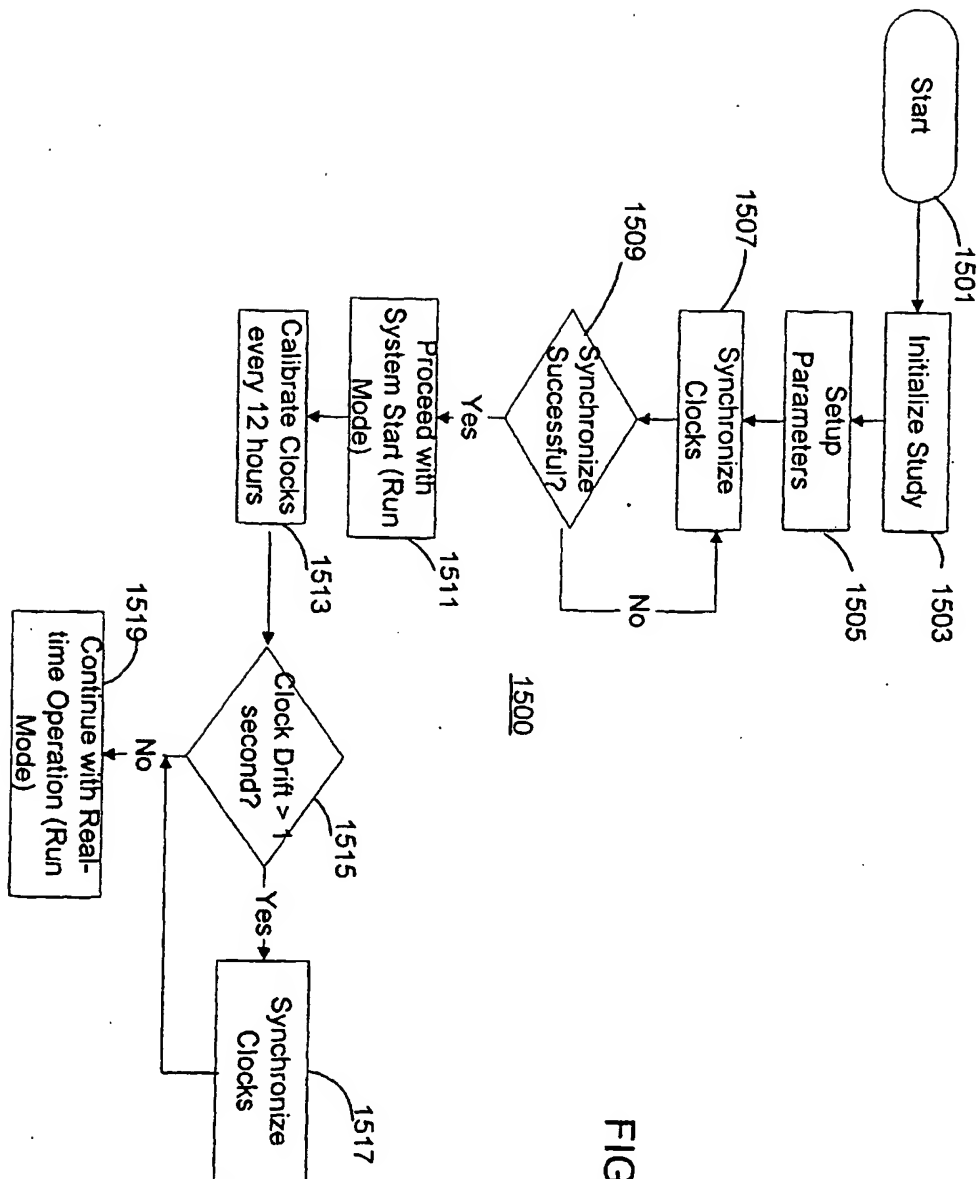 Start
1501
Initialize Study
1503
Setup
Parameters
1505
1507
Synchronize
Clocks
1509
Synchronize
Successful?
No
Yes
1500
Proceed with
System Start (Run
Mode)
1511
Calibrate Clocks
every 12 hours
1513
Clock Drift > 1
second?
1515
Yes
Synchronize
Clocks
1517
No
1519
Continue with Real-
time Operation (Run
Mode)
FIG